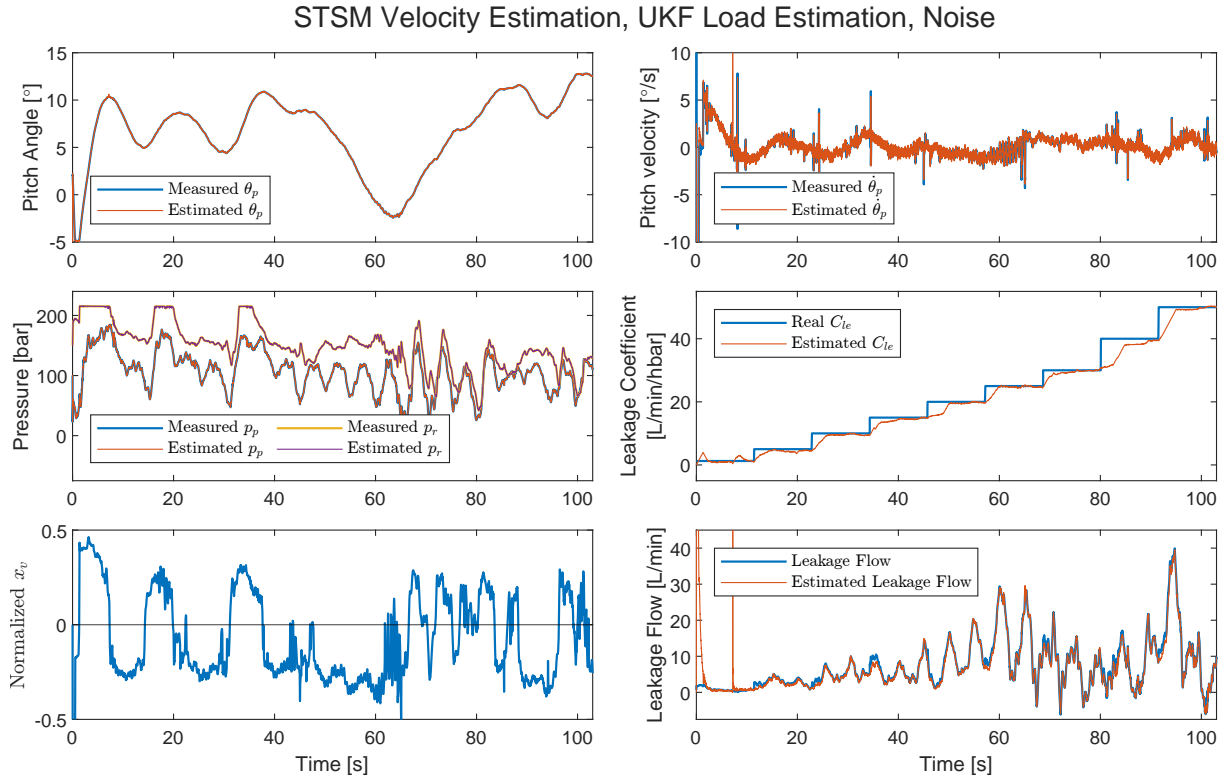 STSM Velocity Estimation, UKF Load Estimation, Noise
Pitch Angle [°]
15
10
5
0
-5
0 20 40 60 80 100
Measured θp
Estimated θp
Pitch velocity [°/s]
10
5
0
-5
-10
0 20 40 60 80 100
Measured θ̇p
Estimated θ̇p
Pressure [bar]
200
100
0
0 20 40 60 80 100
Measured pp Measured pr
Estimated pp Estimated pr
Leakage Coefficient
[L/min/hbar]
40
20
0
0 20 40 60 80 100
Real Cle
Estimated Cle
Normalized xv
0.5
0
-0.5
0 20 40 60 80 100
Time [s]
Leakage Flow [L/min]
40
30
20
10
0
0 20 40 60 80 100
Leakage Flow
Estimated Leakage Flow
Time [s]